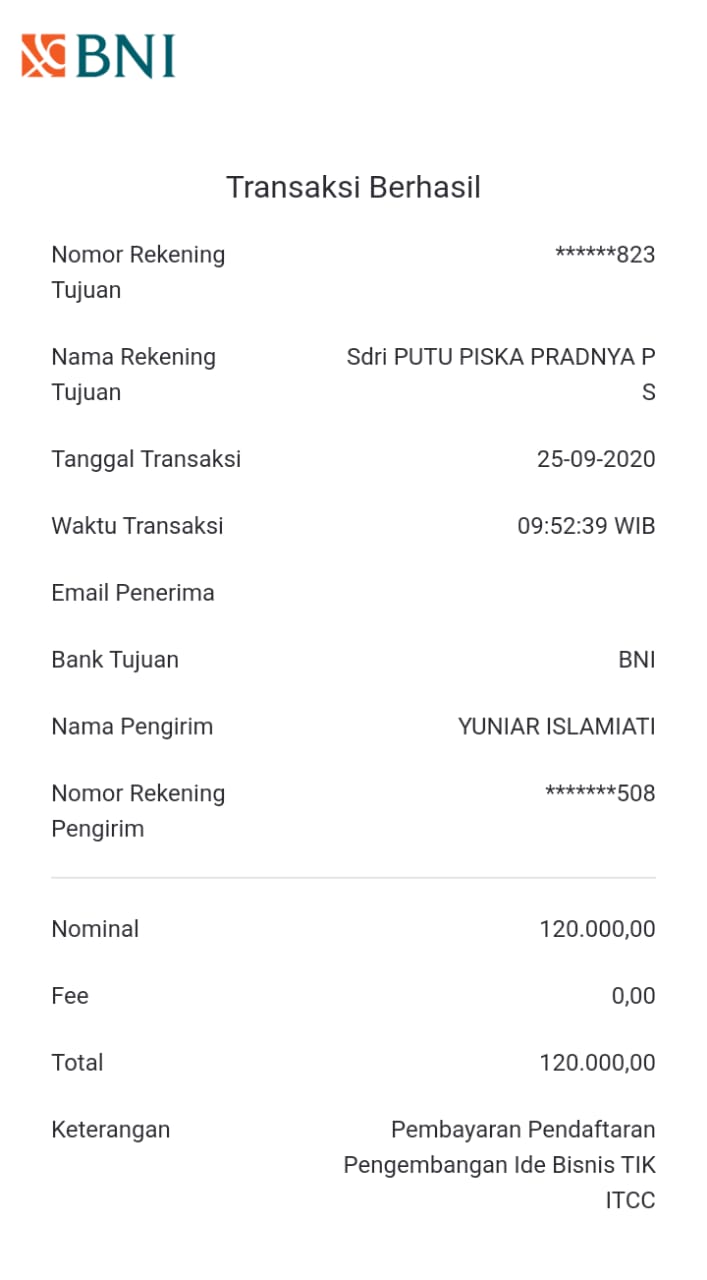 BNI
Transaksi Berhasil
Nomor Rekening Tujuan ******823
Nama Rekening Tujuan Sdri PUTU PISKA PRADNYA P S
Tanggal Transaksi 25-09-2020
Waktu Transaksi 09:52:39 WIB
Email Penerima
Bank Tujuan BNI
Nama Pengirim YUNIAR ISLAMIATI
Nomor Rekening Pengirim *******508
Nominal 120.000,00
Fee 0,00
Total 120.000,00
Keterangan Pembayaran Pendaftaran
Pengembangan Ide Bisnis TIK
ITCC